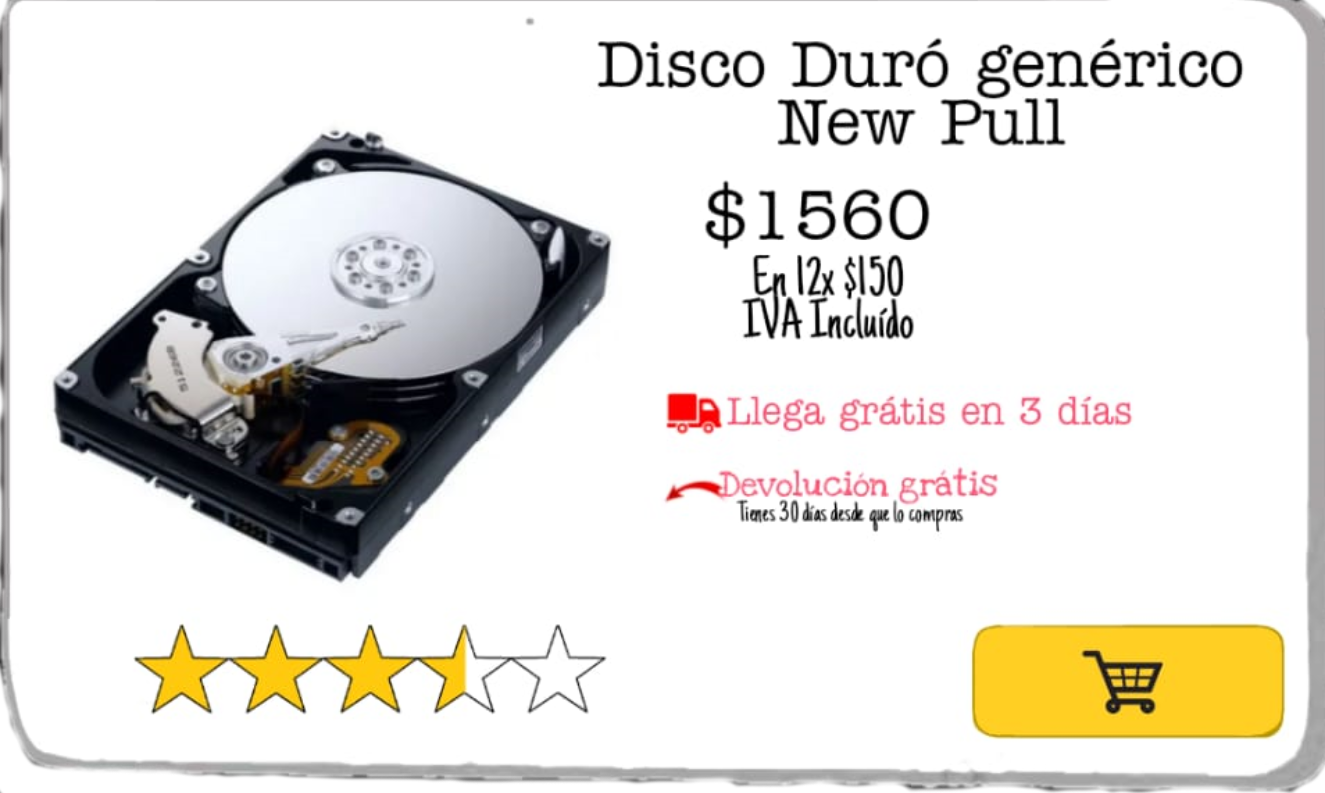 Disco Duró genérico
New Pull
$1560
En 12x $150
IVA Incluído
Llega grátis en 3 días
Devolución grátis
Tienes 30 días desde que lo compras